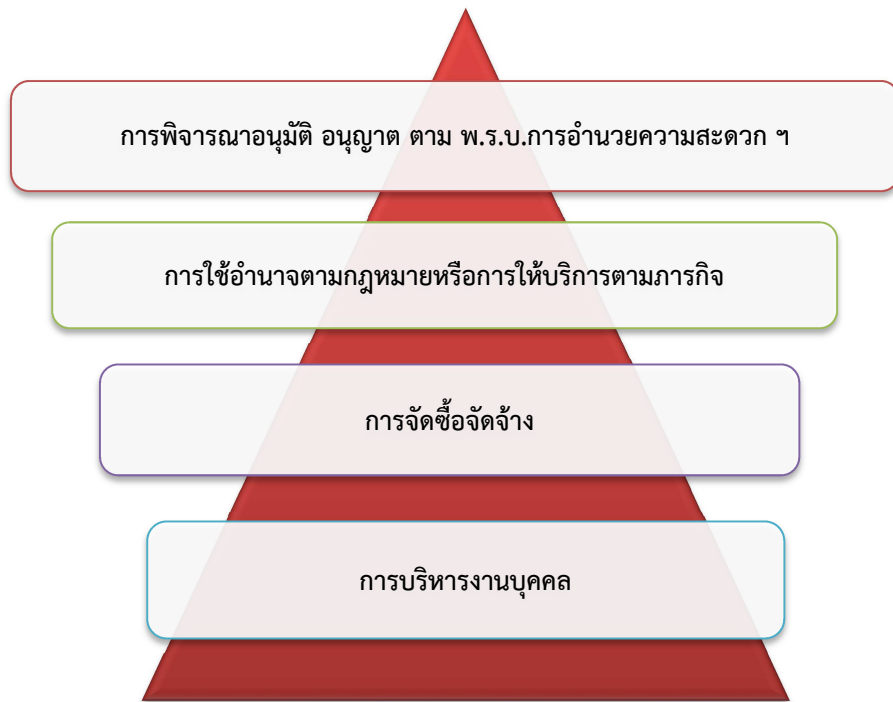 การพิจารณาอนุมัติ อนุญาต ตาม พ.ร.บ.การอำนวยความสะดวก ฯ
การใช้อำนาจตามกฎหมายหรือการให้บริการตามภารกิจ
การจัดซื้อจัดจ้าง
การบริหารงานบุคคล